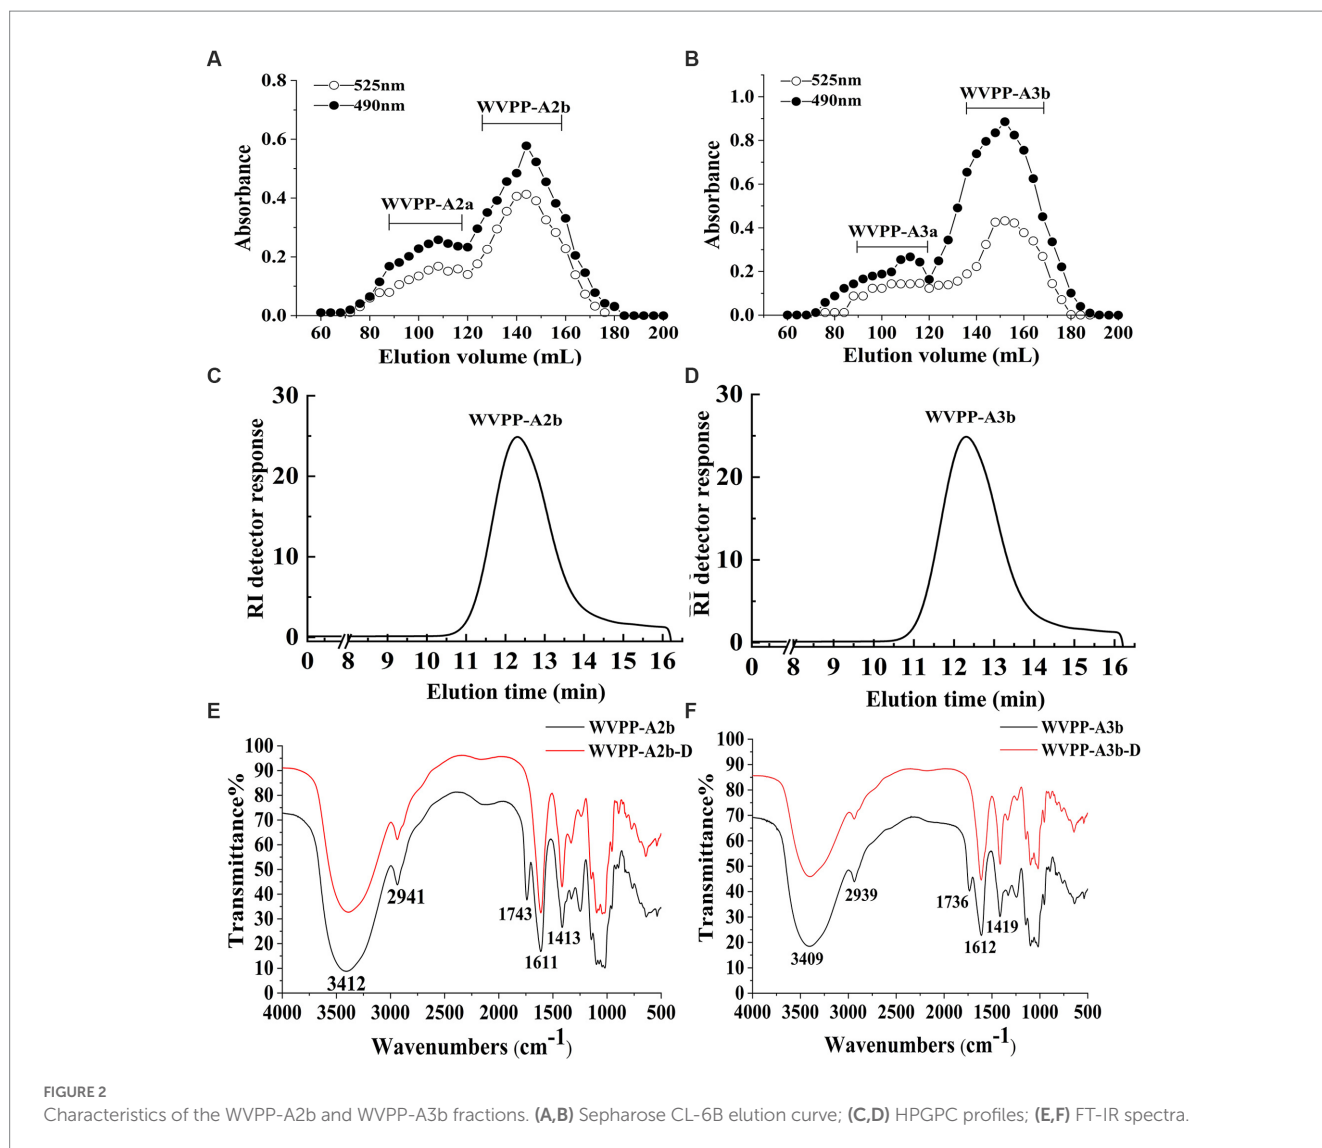 A
525nm
490nm
WVPP-A2b
WVPP-A2a
Absorbance
0.8
0.6
0.4
0.2
0.0
60 80 100 120 140 160 180 200
Elution volume (mL)
B
525nm
490nm
WVPP-A3b
WVPP-A3a
Absorbance
1.0
0.8
0.6
0.4
0.2
0.0
60 80 100 120 140 160 180 200
Elution volume (mL)
C
WVPP-A2b
RI detector response
30
20
10
0
0 8 9 10 11 12 13 14 15 16
Elution time (min)
D
WVPP-A3b
RI detector response
30
20
10
0
0 8 9 10 11 12 13 14 15 16
Elution time (min)
E
WVPP-A2b
WVPP-A2b-D
Transmittance%
100
90
80
70
60
50
40
30
20
10
0
3412
2941
1743
1611
1413
4000 3500 3000 2500 2000 1500 1000 500
Wavenumbers (cm-1)
F
WVPP-A3b
WVPP-A3b-D
Transmittance%
100
90
80
70
60
50
40
30
20
10
0
3409
2939
1736
1612
1419
4000 3500 3000 2500 2000 1500 1000 500
Wavenumbers (cm-1)
FIGURE 2
Characteristics of the WVPP-A2b and WVPP-A3b fractions. (A,B) Sepharose CL-6B elution curve; (C,D) HPGPC profiles; (E,F) FT-IR spectra.